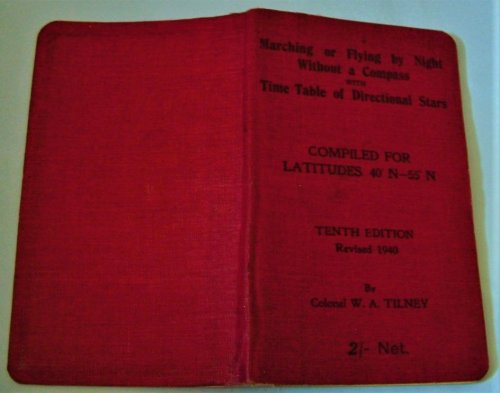 Marching or Flying by Night
Without a Compass
WITH
Time Table of Directional Stars
COMPILED FOR
LATITUDES 40° N—55° N
TENTH EDITION
Revised 1940
By
Colonel W. A. TILNEY
2/- Net.